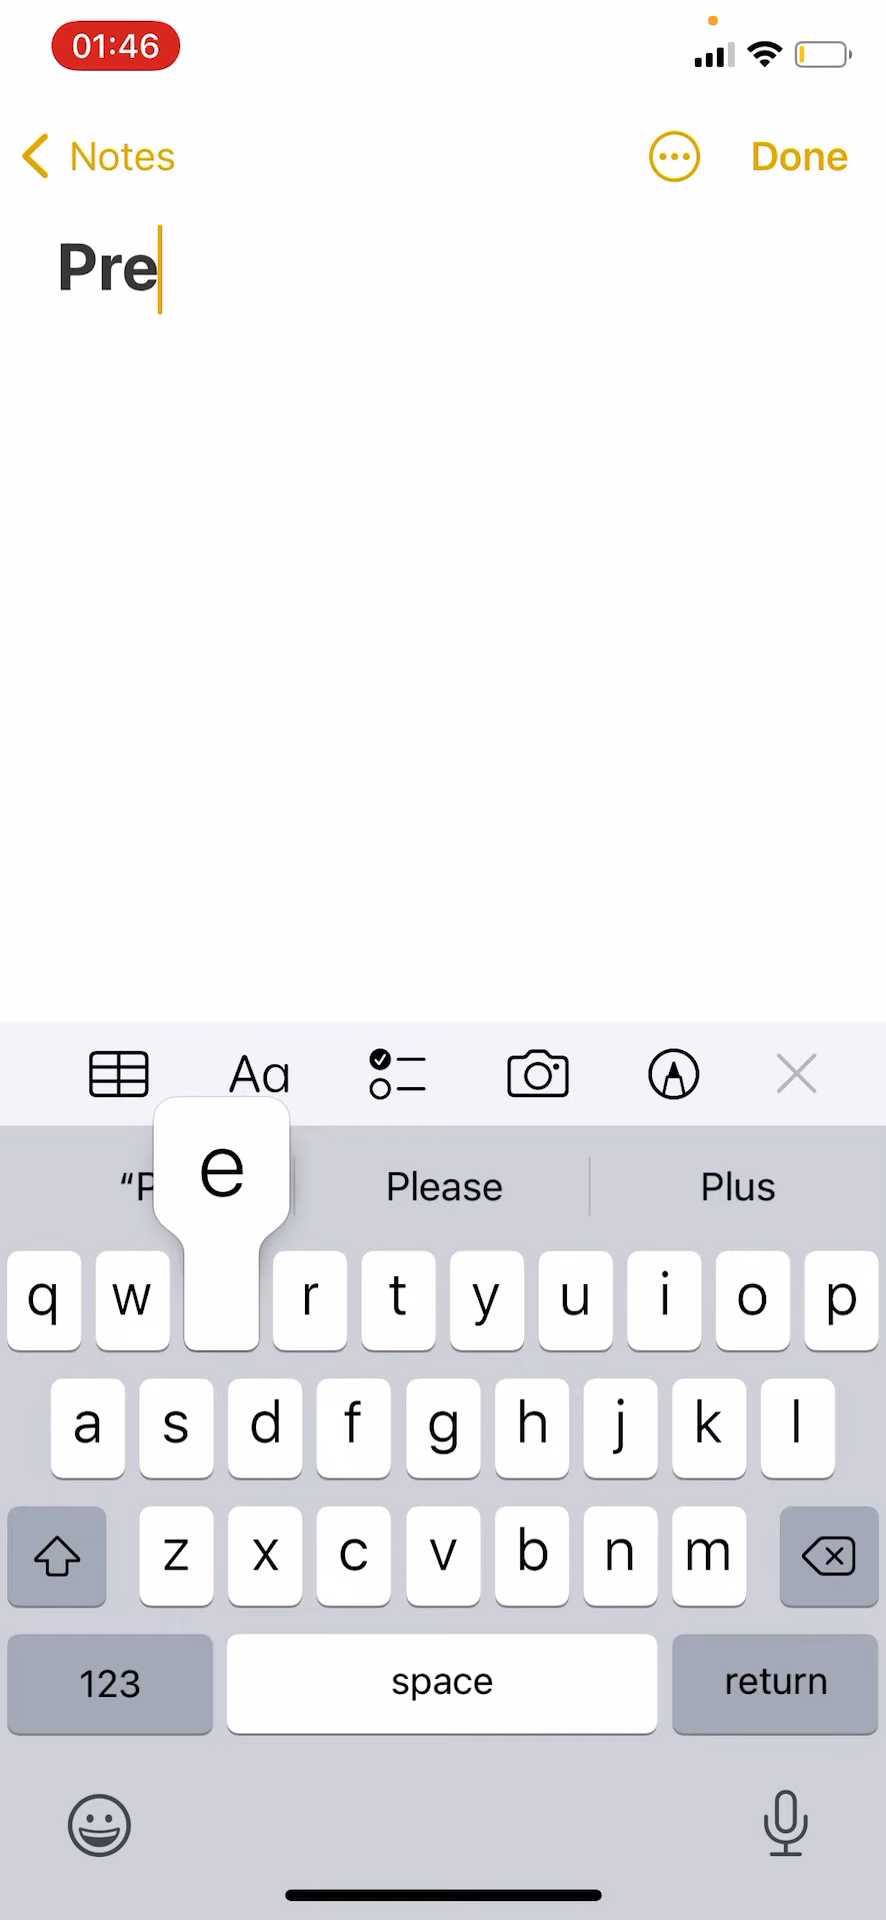 01:46
Notes
Done
Pre
Aa
e
Please
Plus
q w r t y u i o p
a s d f g h j k l
z x c v b n m
123 space return